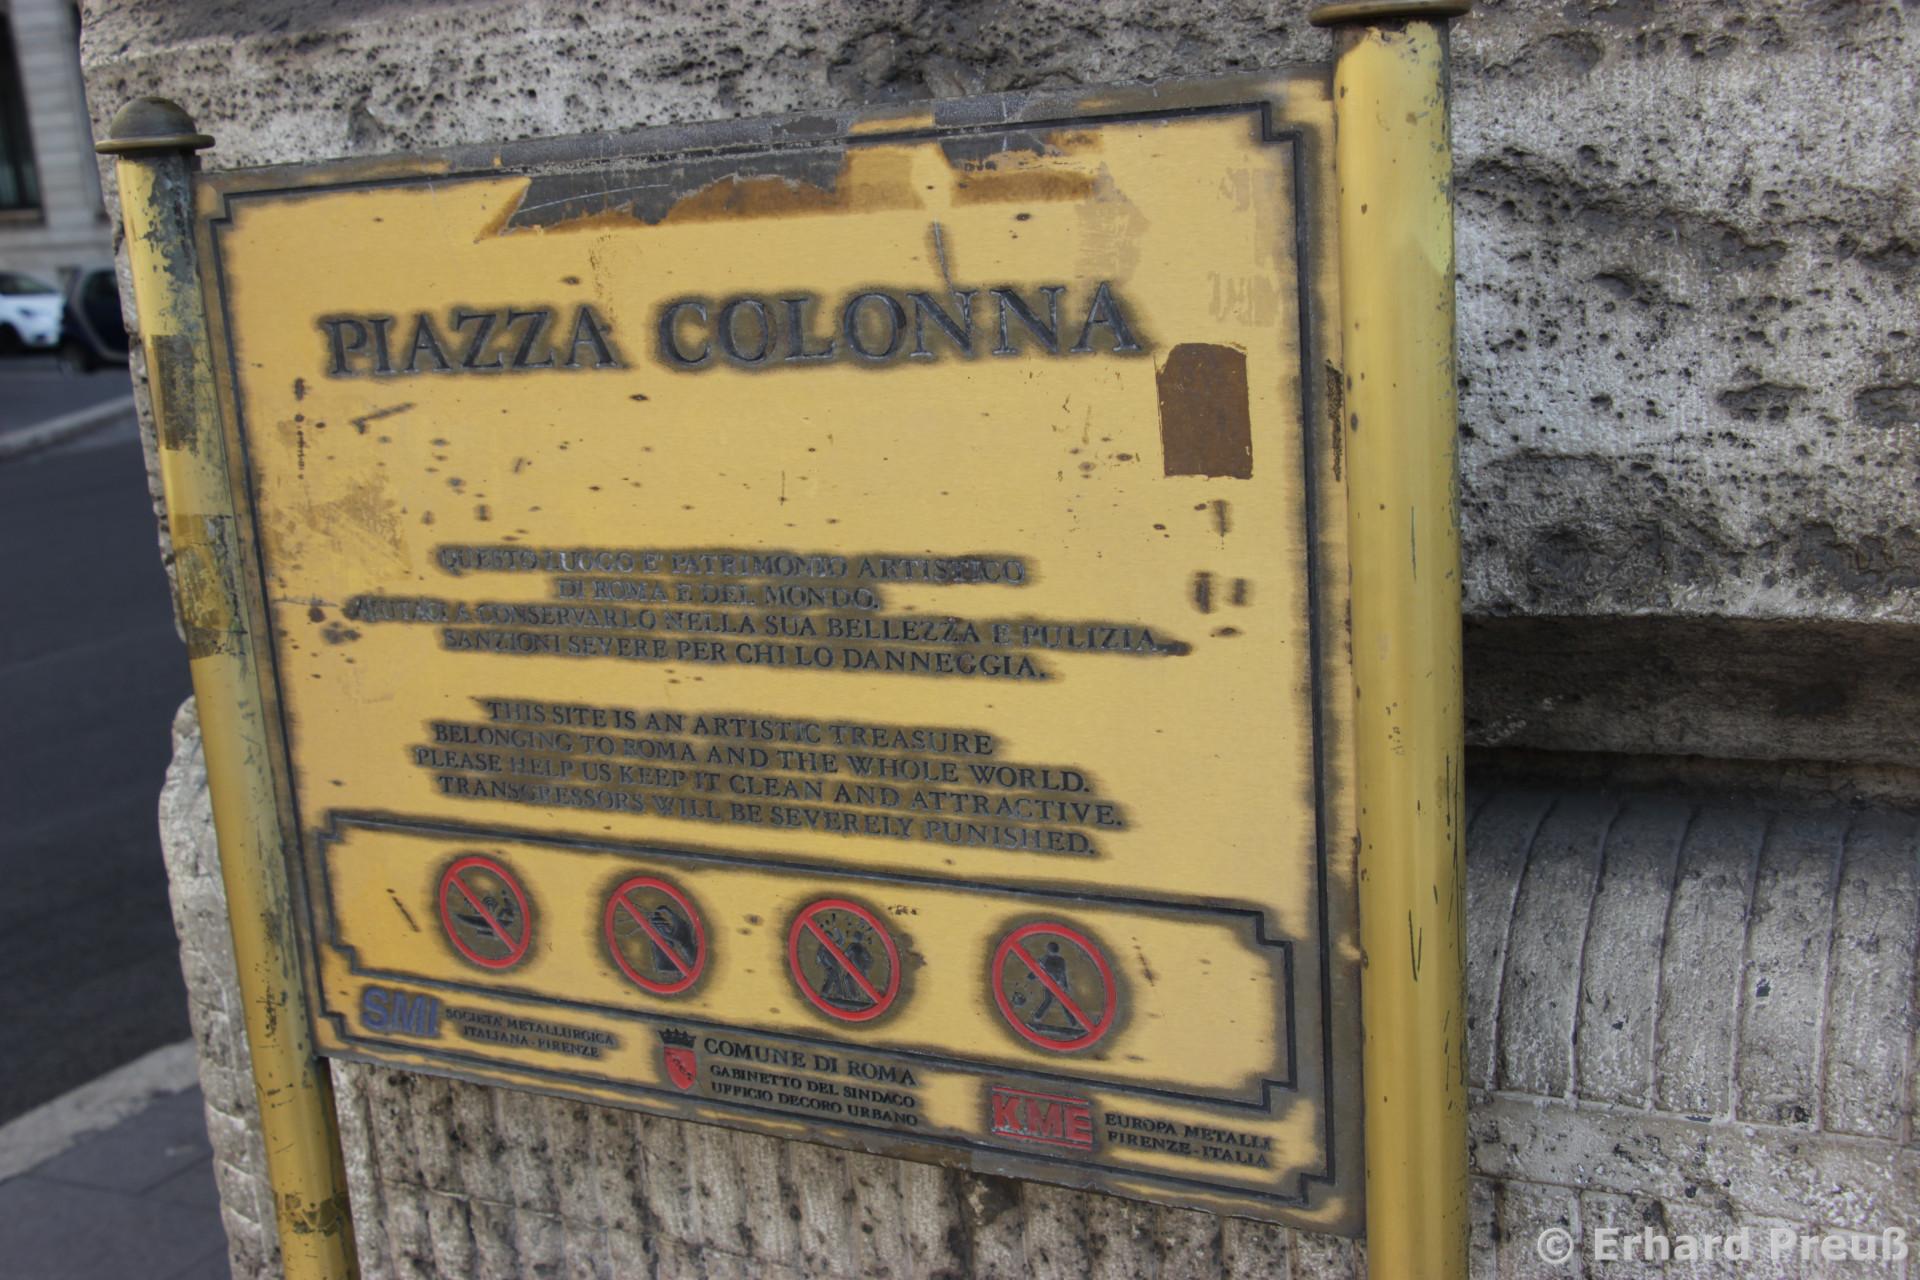 PIAZZA COLONNA
QUESTO LUOGO E' PATRIMONIO ARTISTICO
DI ROMA E DEL MONDO.
AIUTACI A CONSERVARLO NELLA SUA BELLEZZA E PULIZIA.
SANZIONI SEVERE PER CHI LO DANNEGGIA.
THIS SITE IS AN ARTISTIC TREASURE
BELONGING TO ROMA AND THE WHOLE WORLD.
PLEASE HELP US KEEP IT CLEAN AND ATTRACTIVE.
TRANSGRESSORS WILL BE SEVERELY PUNISHED.
SMI
SOCIETA' METALLURGICA
ITALIANA-FIRENZE
COMUNE DI ROMA
GABINETTO DEL SINDACO
UFFICIO DECORO URBANO
KME
EUROPA METALLI
FIRENZE-ITALIA
© Erhard Preuß